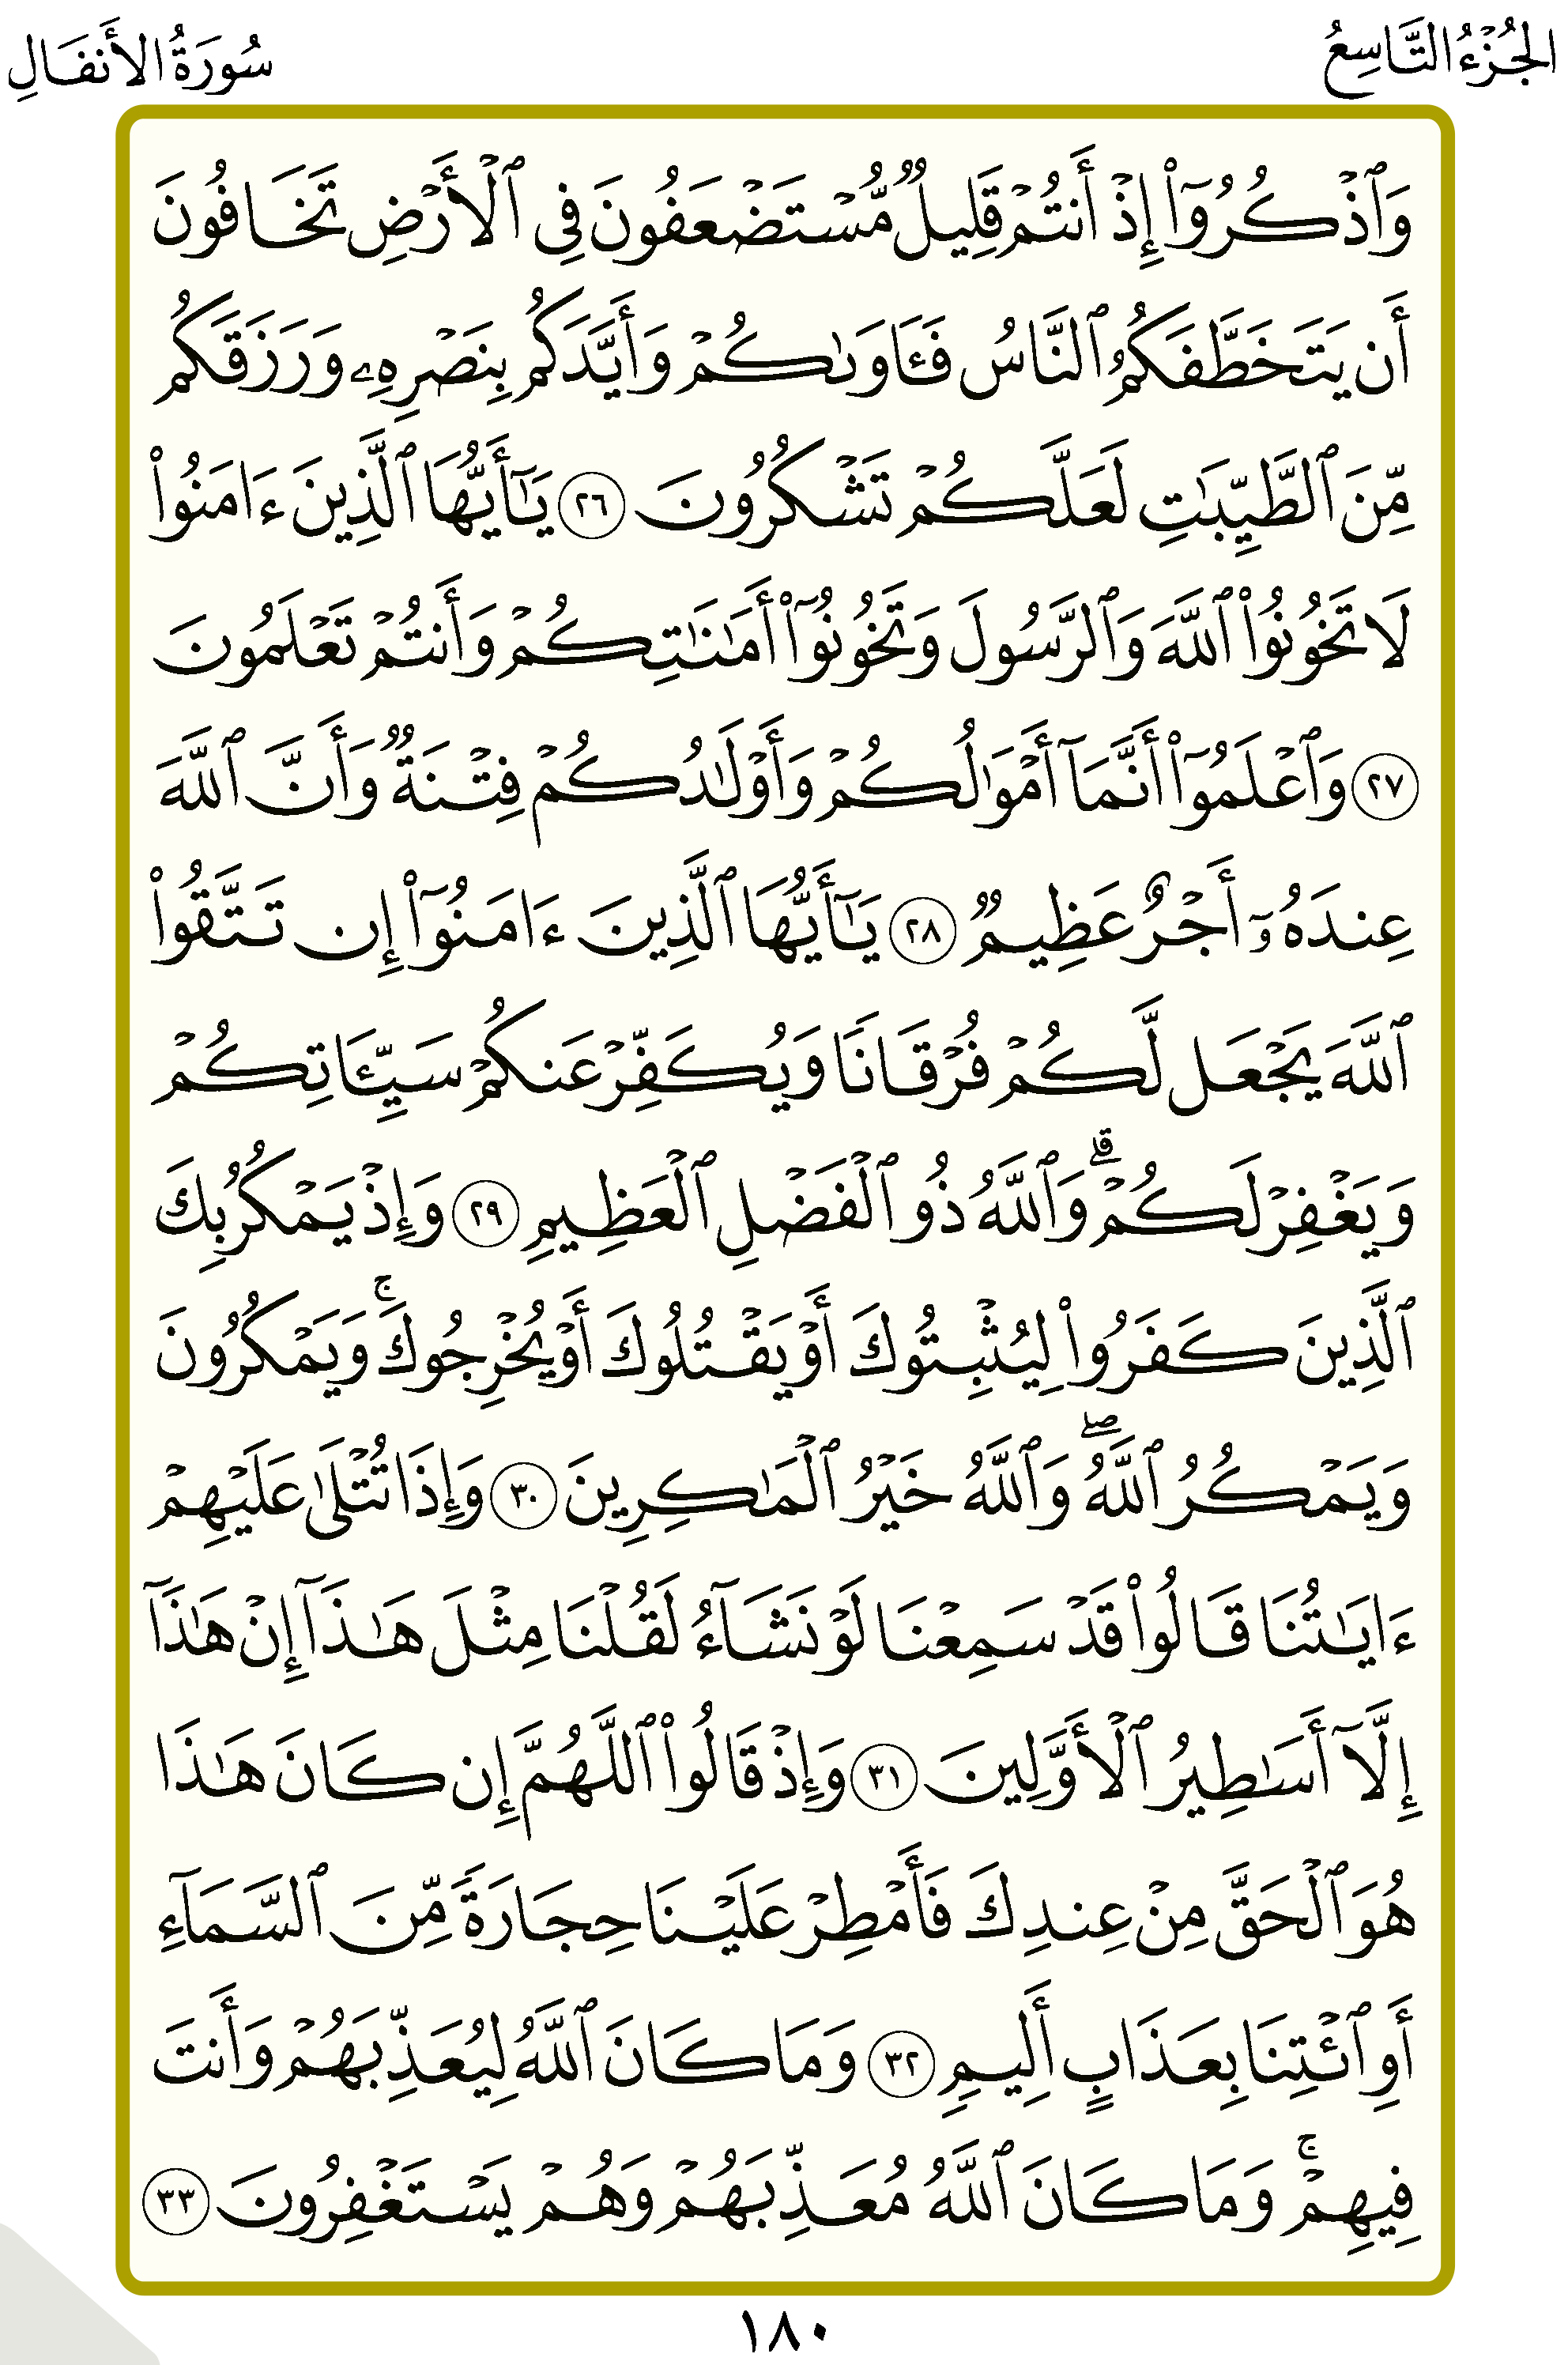 الجُزْءُ التَّاسِعُ
سُورَةُ الأَنفَالِ
وَٱذۡكُرُوٓاْ إِذۡ أَنتُمۡ قَلِيلٞ مُّسۡتَضۡعَفُونَ فِي ٱلۡأَرۡضِ تَخَافُونَ
أَن يَتَخَطَّفَكُمُ ٱلنَّاسُ فَـَٔاوَىٰكُمۡ وَأَيَّدَكُم بِنَصۡرِهِۦ وَرَزَقَكُم
مِّنَ ٱلطَّيِّبَٰتِ لَعَلَّكُمۡ تَشۡكُرُونَ ٢٦ يَٰٓأَيُّهَا ٱلَّذِينَ ءَامَنُواْ
لَا تَخُونُواْ ٱللَّهَ وَٱلرَّسُولَ وَتَخُونُوٓاْ أَمَٰنَٰتِكُمۡ وَأَنتُمۡ تَعۡلَمُونَ
٢٧ وَٱعۡلَمُوٓاْ أَنَّمَآ أَمۡوَٰلُكُمۡ وَأَوۡلَٰدُكُمۡ فِتۡنَةٞ وَأَنَّ ٱللَّهَ
عِندَهُۥٓ أَجۡرٌ عَظِيمٞ ٢٨ يَٰٓأَيُّهَا ٱلَّذِينَ ءَامَنُوٓاْ إِن تَتَّقُواْ
ٱللَّهَ يَجۡعَل لَّكُمۡ فُرۡقَانٗا وَيُكَفِّرۡ عَنكُمۡ سَيِّـَٔاتِكُمۡ
وَيَغۡفِرۡ لَكُمۡۗ وَٱللَّهُ ذُو ٱلۡفَضۡلِ ٱلۡعَظِيمِ ٢٩ وَإِذۡ يَمۡكُرُ بِكَ
ٱلَّذِينَ كَفَرُواْ لِيُثۡبِتُوكَ أَوۡ يَقۡتُلُوكَ أَوۡ يُخۡرِجُوكَۚ وَيَمۡكُرُونَ
وَيَمۡكُرُ ٱللَّهُۖ وَٱللَّهُ خَيۡرُ ٱلۡمَٰكِرِينَ ٣٠ وَإِذَا تُتۡلَىٰ عَلَيۡهِمۡ
ءَايَٰتُنَا قَالُواْ قَدۡ سَمِعۡنَا لَوۡ نَشَآءُ لَقُلۡنَا مِثۡلَ هَٰذَآ إِنۡ هَٰذَآ
إِلَّآ أَسَٰطِيرُ ٱلۡأَوَّلِينَ ٣١ وَإِذۡ قَالُواْ ٱللَّهُمَّ إِن كَانَ هَٰذَا
هُوَ ٱلۡحَقَّ مِنۡ عِندِكَ فَأَمۡطِرۡ عَلَيۡنَا حِجَارَةٗ مِّنَ ٱلسَّمَآءِ
أَوِ ٱئۡتِنَا بِعَذَابٍ أَلِيمٖ ٣٢ وَمَا كَانَ ٱللَّهُ لِيُعَذِّبَهُمۡ وَأَنتَ
فِيهِمۡۚ وَمَا كَانَ ٱللَّهُ مُعَذِّبَهُمۡ وَهُمۡ يَسۡتَغۡفِرُونَ ٣٣
١٨٠